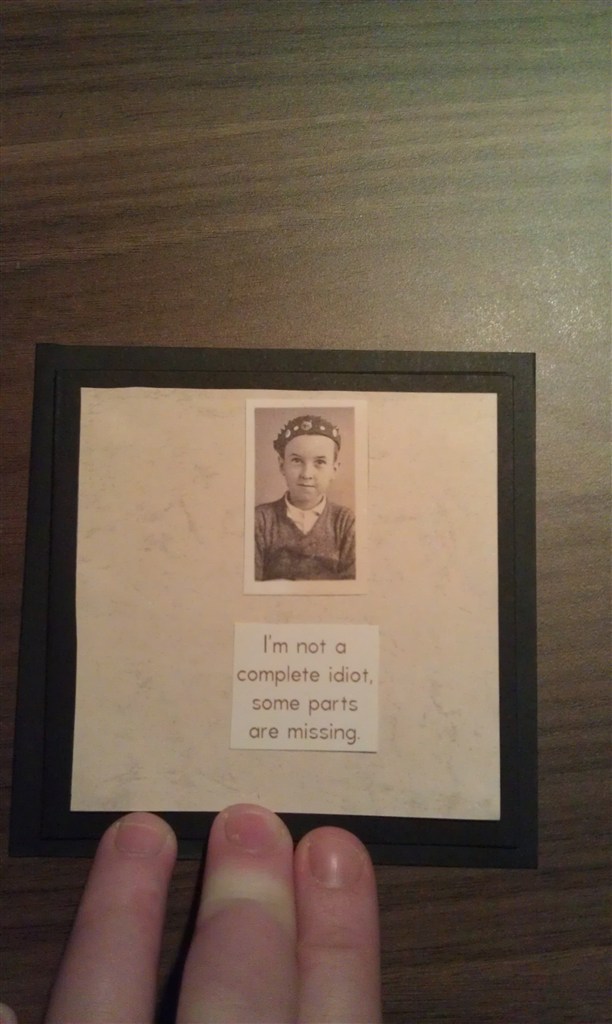 I'm not a
complete idiot,
some parts
are missing.